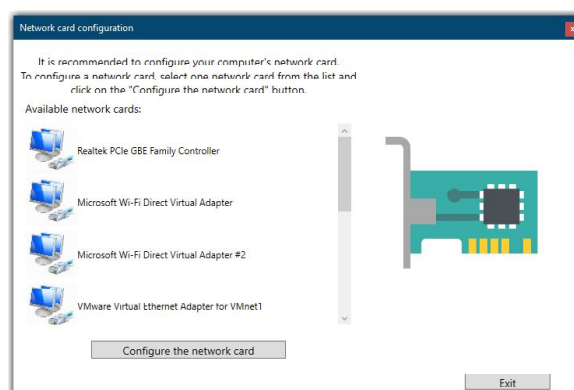 Network card configuration
It is recommended to configure your computer's network card.
To configure a network card, select one network card from the list and
click on the "Configure the network card" button.
Available network cards:
Realtek PCIe GBE Family Controller
Microsoft Wi-Fi Direct Virtual Adapter
Microsoft Wi-Fi Direct Virtual Adapter #2
VMware Virtual Ethernet Adapter for VMnet1
Configure the network card
Exit